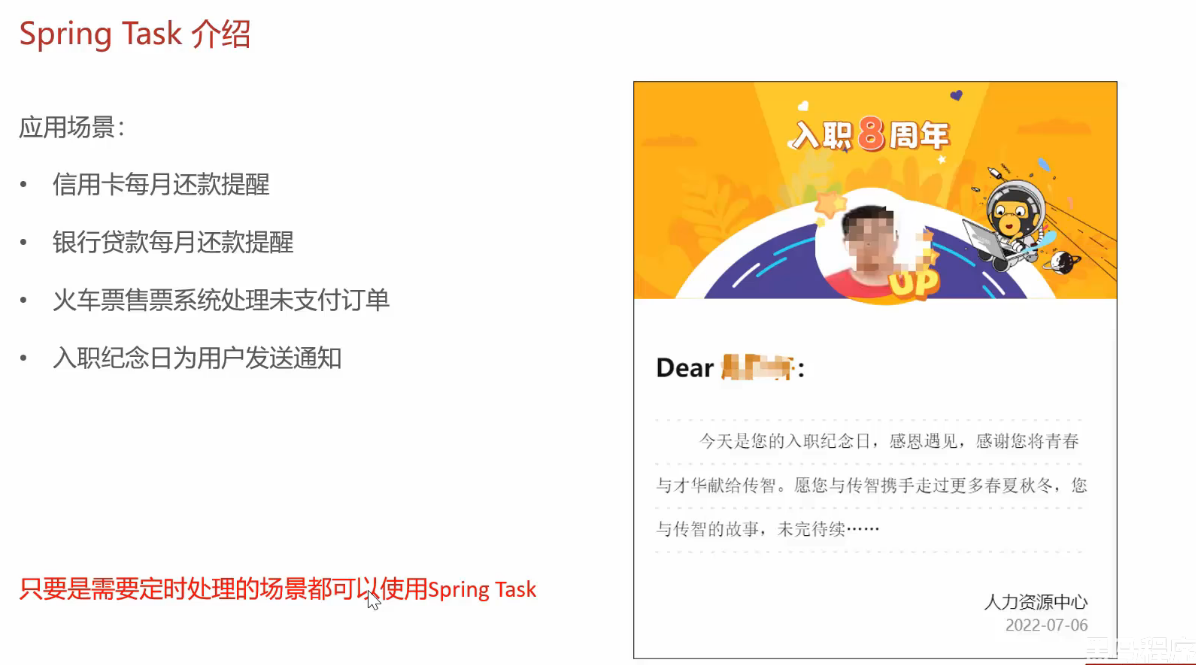 Spring Task 介绍
应用场景：
• 信用卡每月还款提醒
• 银行贷款每月还款提醒
• 火车票售票系统处理未支付订单
• 入职纪念日为用户发送通知
只要是需要定时处理的场景都可以使用Spring Task
入职8周年
UP
Dear :
今天是您的入职纪念日，感恩遇见，感谢您将青春
与才华献给传智。愿您与传智携手走过更多春夏秋冬，您
与传智的故事，未完待续……
人力资源中心
2022-07-06